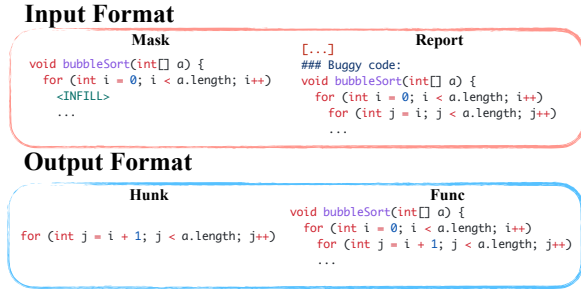 Input Format
Mask
void bubbleSort(int[] a) {
for (int i = 0; i < a.length; i++)
<INFILL>
...
Report
[...]
### Buggy code:
void bubbleSort(int[] a) {
for (int i = 0; i < a.length; i++)
for (int j = i; j < a.length; j++)
...
Output Format
Hunk
for (int j = i + 1; j < a.length; j++)
Func
void bubbleSort(int[] a) {
for (int i = 0; i < a.length; i++)
for (int j = i + 1; j < a.length; j++)
...